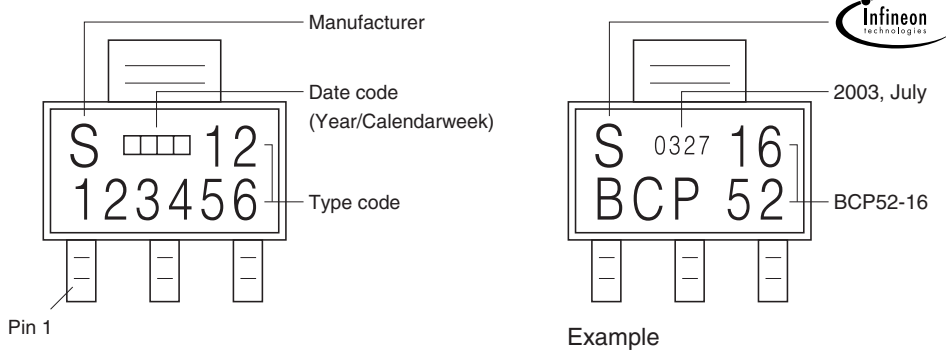 Manufacturer
Date code
(Year/Calendarweek)
Type code
S 12
123456
Pin 1
Infineon
technologies
2003, July
BCP52-16
S 0327 16
BCP 52
Example